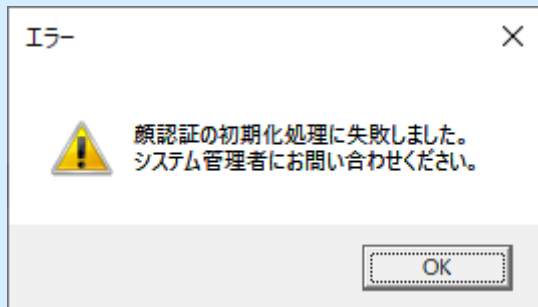 エラー
顔認証の初期化処理に失敗しました。
システム管理者にお問い合わせください。
OK